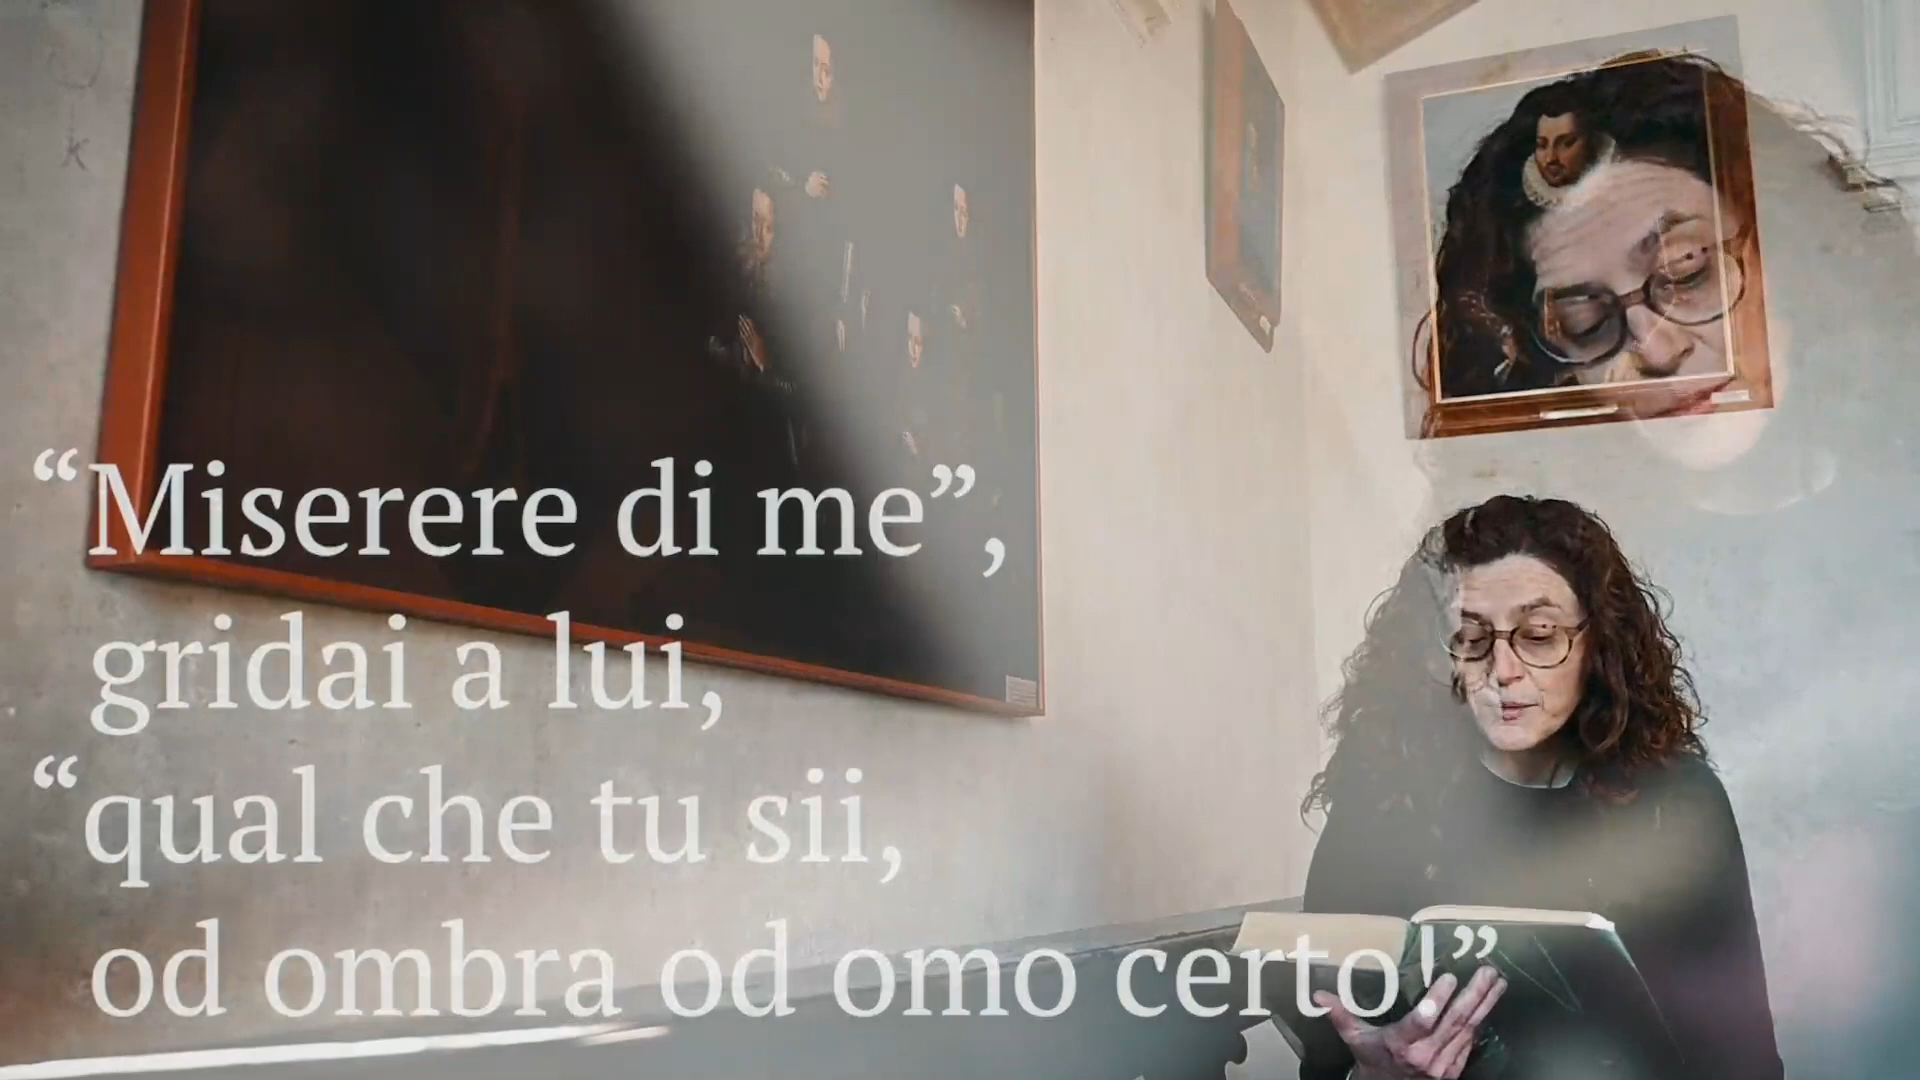 “Miserere di me”,
gridai a lui,
“qual che tu sii,
od ombra od omo certo!”